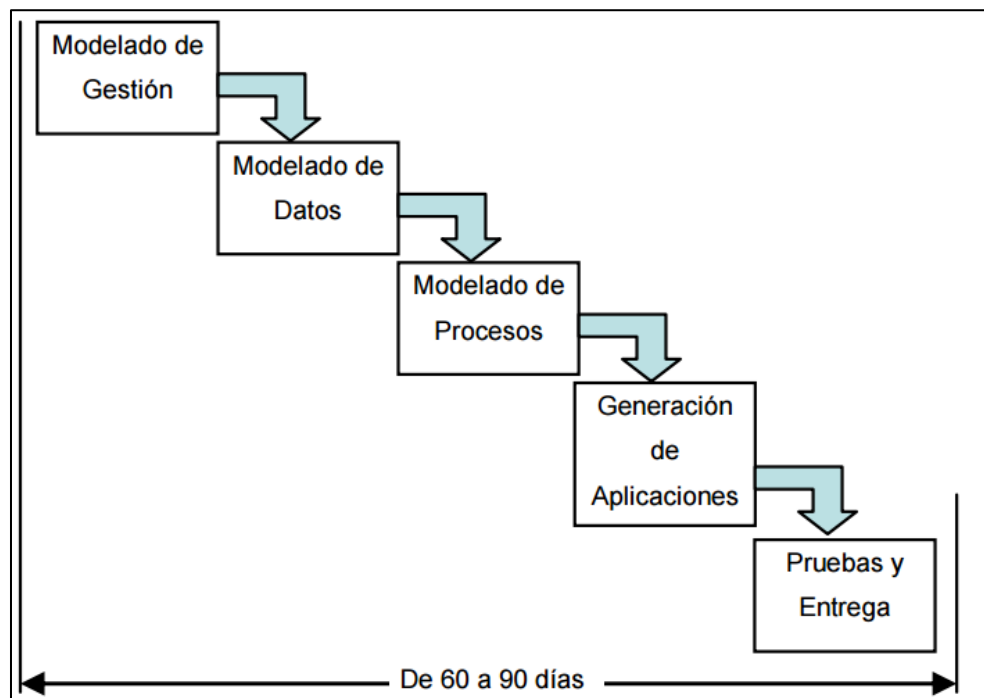 Modelado de
Gestión
Modelado de
Datos
Modelado de
Procesos
Generación
de
Aplicaciones
Pruebas y
Entrega
De 60 a 90 días